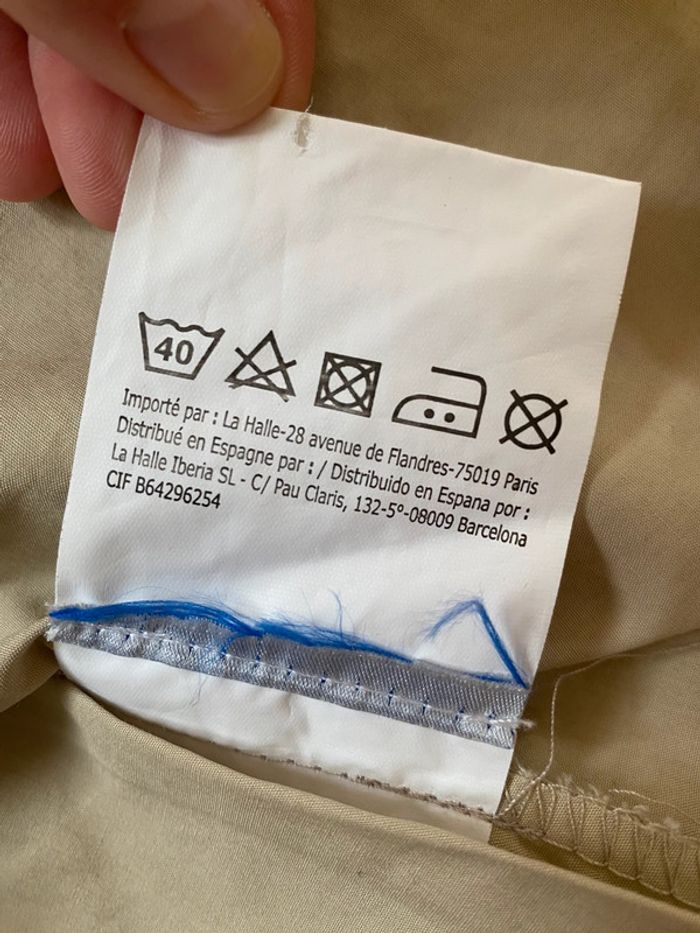 40
Importé par : La Halle-28 avenue de Flandres-75019 Paris
Distribué en Espagne par : / Distribuido en Espana por :
La Halle Iberia SL - C/ Pau Claris, 132-5º-08009 Barcelona
CIF B64296254